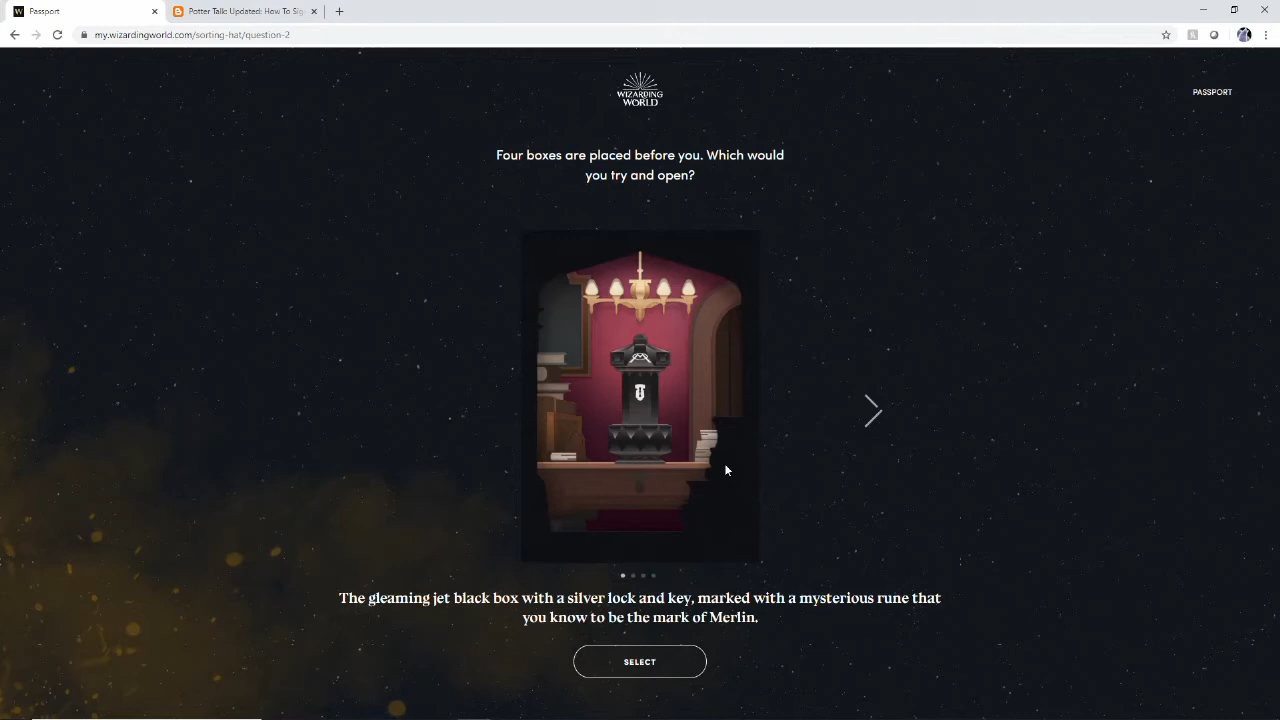 Passport
Potter Talk: Updated: How To Sig
my.wizardingworld.com/sorting-hat/question-2
WIZARDING
WORLD
PASSPORT
Four boxes are placed before you. Which would
you try and open?
The gleaming jet black box with a silver lock and key, marked with a mysterious rune that
you know to be the mark of Merlin.
SELECT